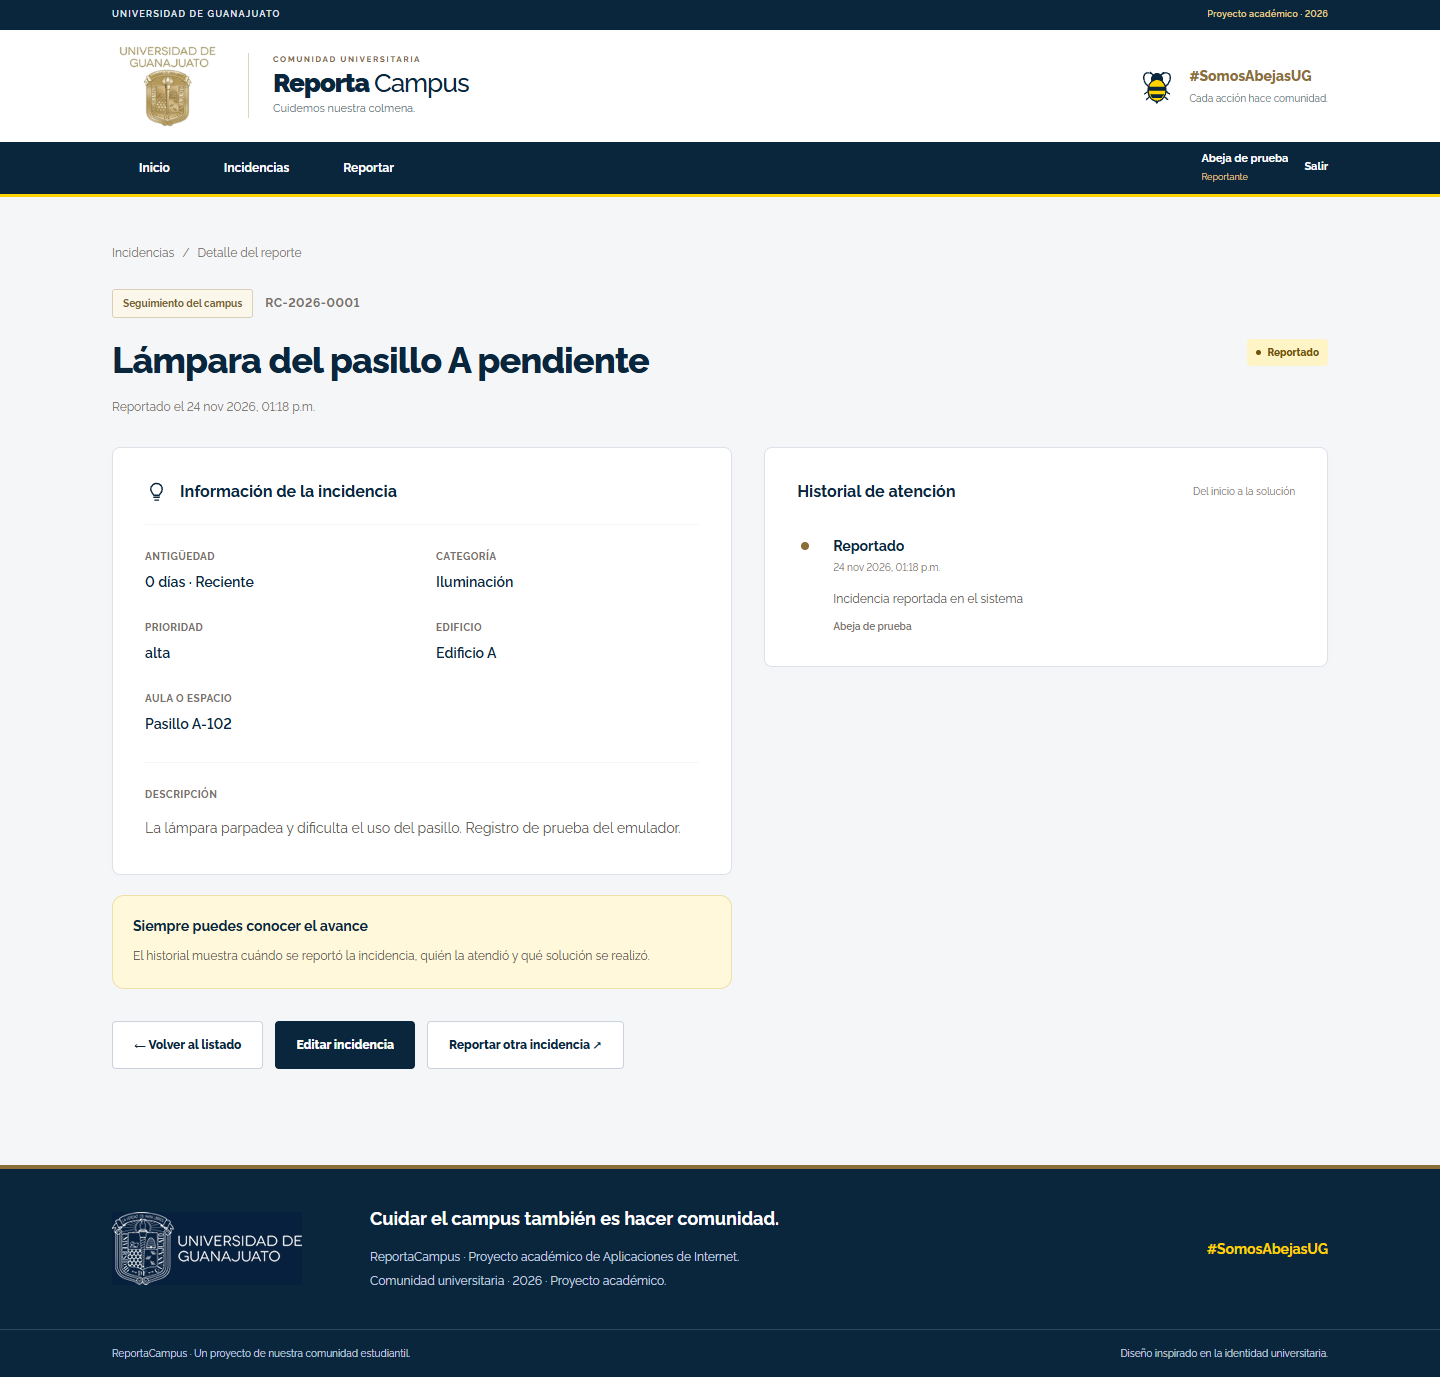 UNIVERSIDAD DE GUANAJUATO
Proyecto académico · 2026
UNIVERSIDAD DE
GUANAJUATO
COMUNIDAD UNIVERSITARIA
Reporta Campus
Cuidemos nuestra colmena.
#SomosAbejasUG
Cada acción hace comunidad.
Inicio
Incidencias
Reportar
Abeja de prueba
Reportante
Salir
Incidencias / Detalle del reporte
Seguimiento del campus
RC-2026-0001
Lámpara del pasillo A pendiente
Reportado
Reportado el 24 nov 2026, 01:18 p.m.
Información de la incidencia
ANTIGÜEDAD
0 días · Reciente
CATEGORÍA
Iluminación
PRIORIDAD
alta
EDIFICIO
Edificio A
AULA O ESPACIO
Pasillo A-102
DESCRIPCIÓN
La lámpara parpadea y dificulta el uso del pasillo. Registro de prueba del emulador.
Historial de atención
Del inicio a la solución
Reportado
24 nov 2026, 01:18 p.m.
Incidencia reportada en el sistema
Abeja de prueba
Siempre puedes conocer el avance
El historial muestra cuándo se reportó la incidencia, quién la atendió y qué solución se realizó.
← Volver al listado
Editar incidencia
Reportar otra incidencia ↗
UNIVERSIDAD DE
GUANAJUATO
Cuidar el campus también es hacer comunidad.
ReportaCampus · Proyecto académico de Aplicaciones de Internet.
Comunidad universitaria · 2026 · Proyecto académico.
#SomosAbejasUG
ReportaCampus · Un proyecto de nuestra comunidad estudiantil.
Diseño inspirado en la identidad universitaria.